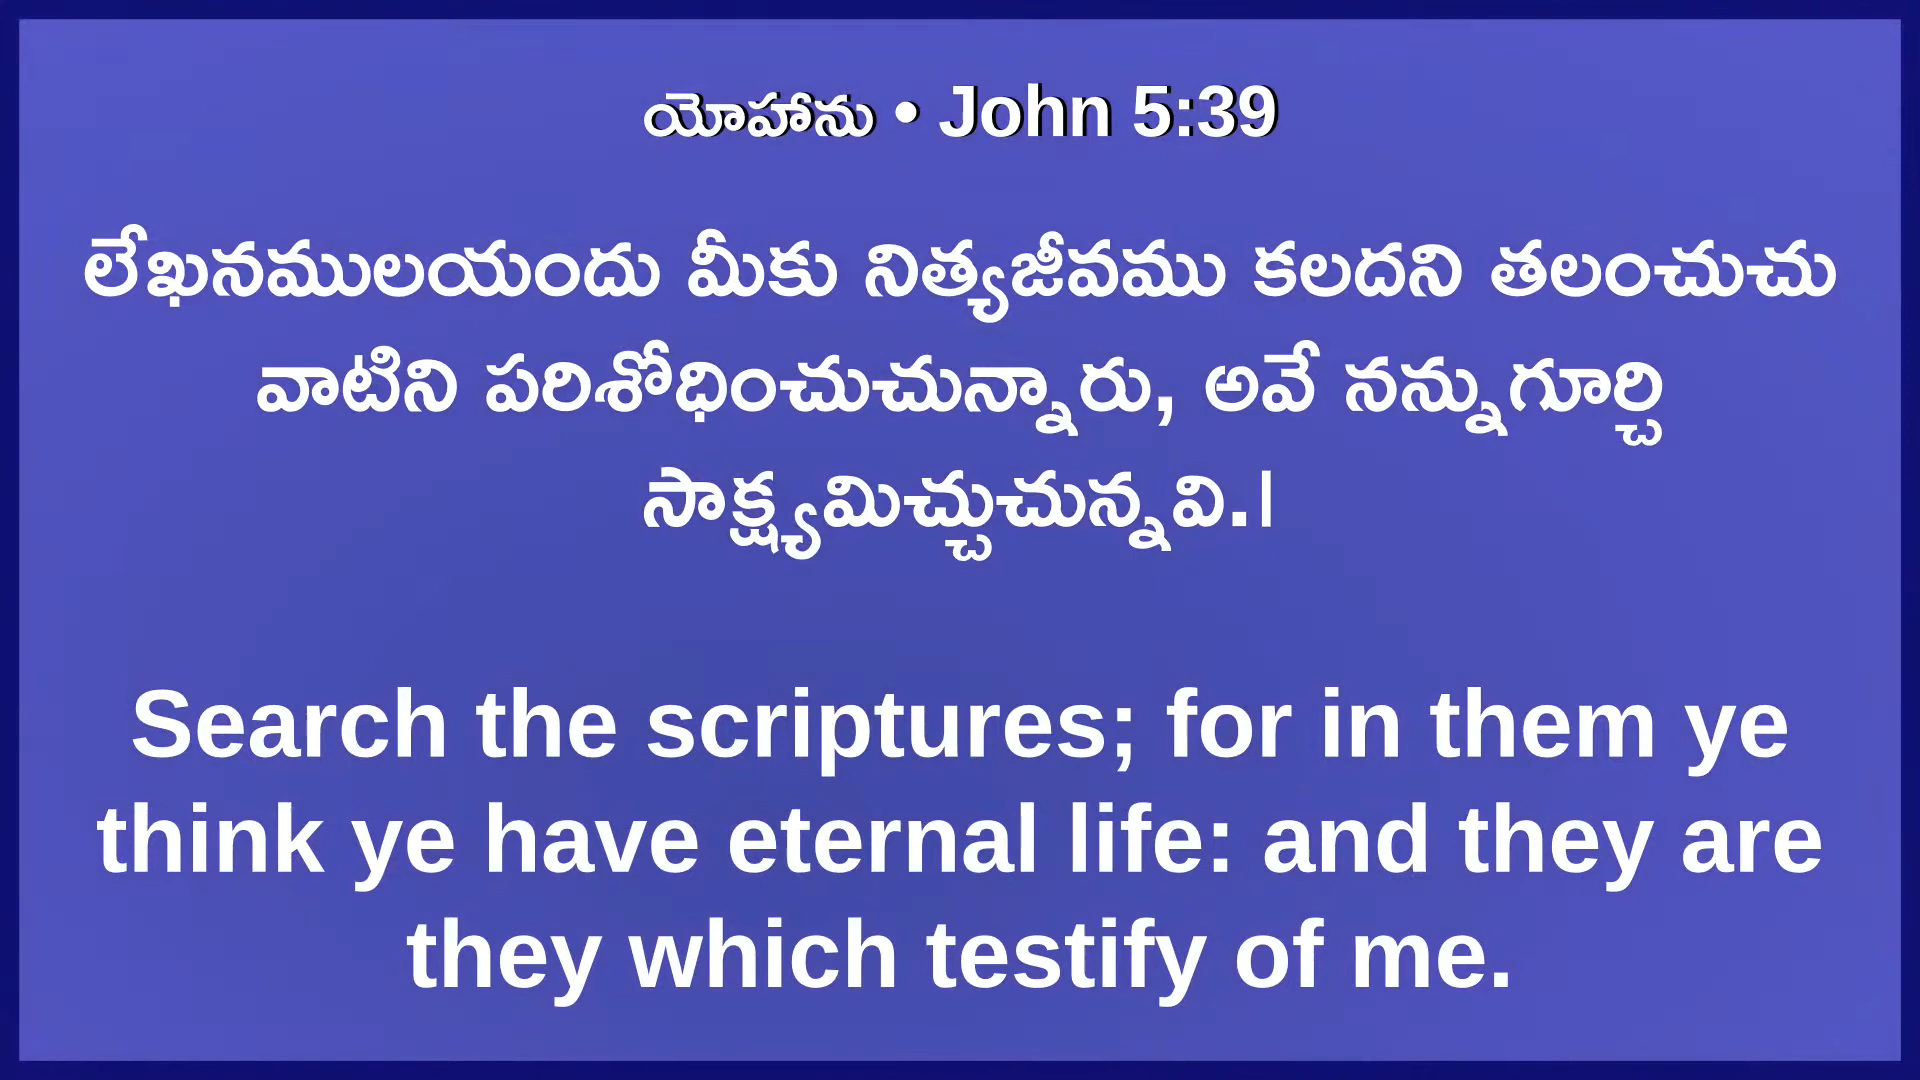 యోహాను • John 5:39
లేఖనములయందు మీకు నిత్యజీవము కలదని తలంచుచు
వాటిని పరిశోధించుచున్నారు, అవే నన్నుగూర్చి
సాక్ష్యమిచ్చుచున్నవి.।
Search the scriptures; for in them ye
think ye have eternal life: and they are
they which testify of me.